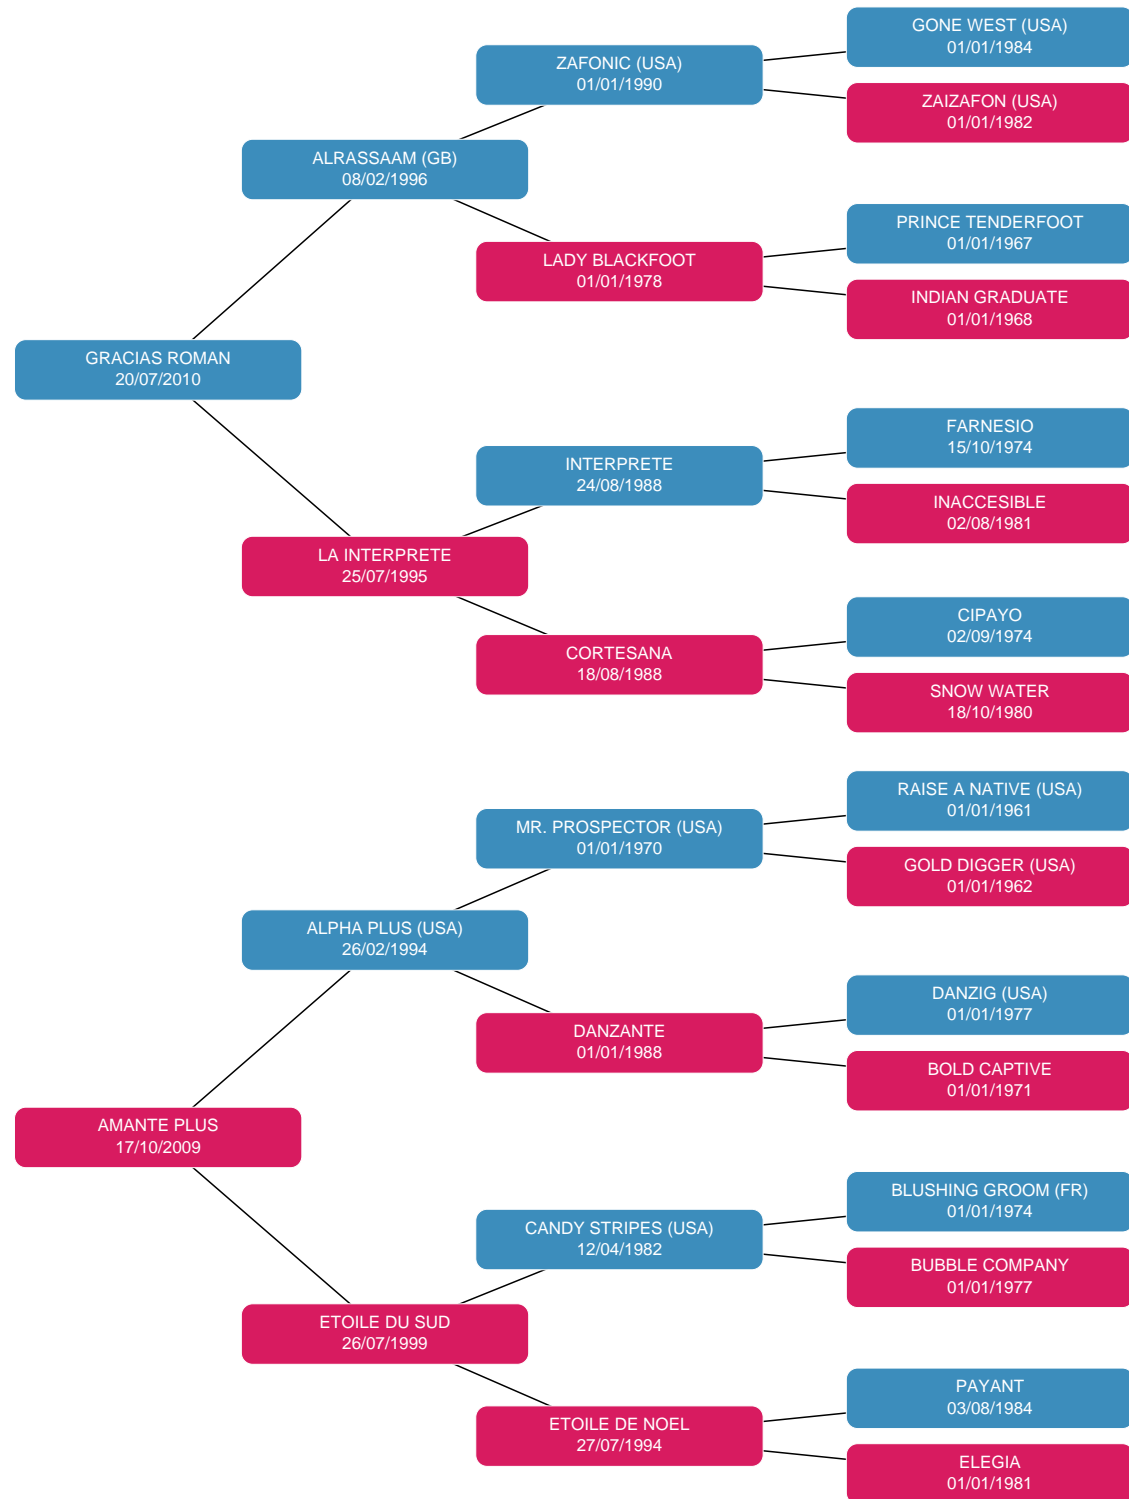 GONE WEST (USA)
01/01/1984
ZAFONIC (USA)
01/01/1990
ZAIZAFON (USA)
01/01/1982
ALRASSAAM (GB)
08/02/1996
PRINCE TENDERFOOT
01/01/1967
LADY BLACKFOOT
01/01/1978
INDIAN GRADUATE
01/01/1968
GRACIAS ROMAN
20/07/2010
FARNESIO
15/10/1974
INTERPRETE
24/08/1988
INACCESIBLE
02/08/1981
LA INTERPRETE
25/07/1995
CIPAYO
02/09/1974
CORTESANA
18/08/1988
SNOW WATER
18/10/1980
RAISE A NATIVE (USA)
01/01/1961
MR. PROSPECTOR (USA)
01/01/1970
GOLD DIGGER (USA)
01/01/1962
ALPHA PLUS (USA)
26/02/1994
DANZIG (USA)
01/01/1977
DANZANTE
01/01/1988
BOLD CAPTIVE
01/01/1971
AMANTE PLUS
17/10/2009
BLUSHING GROOM (FR)
01/01/1974
CANDY STRIPES (USA)
12/04/1982
BUBBLE COMPANY
01/01/1977
ETOILE DU SUD
26/07/1999
PAYANT
03/08/1984
ETOILE DE NOEL
27/07/1994
ELEGIA
01/01/1981